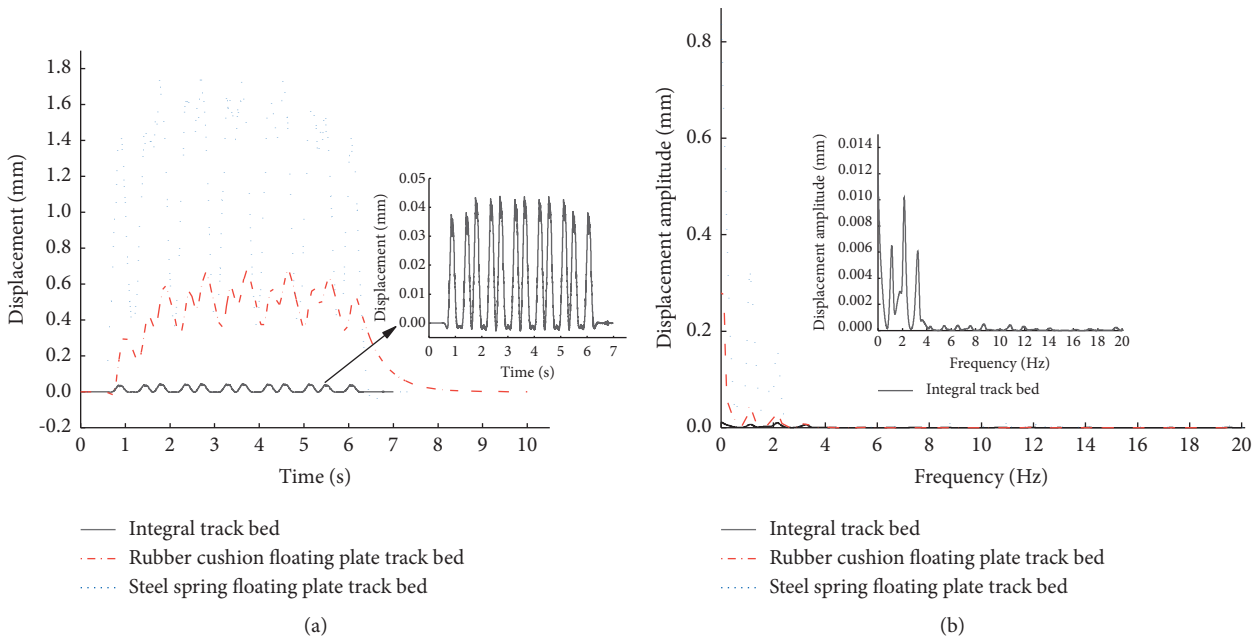 1.8
1.6
1.4
1.2
1.0
0.8
0.6
0.4
0.2
0.0
-0.2
Displacement (mm)
0 1 2 3 4 5 6 7 8 9 10
Time (s)
0.05
0.04
0.03
0.02
0.01
0.00
Displacement (mm)
0 1 2 3 4 5 6 7
Time (s)
Integral track bed
Rubber cushion floating plate track bed
Steel spring floating plate track bed
(a)
0.8
0.6
0.4
0.2
0.0
Displacement amplitude (mm)
0 2 4 6 8 10 12 14 16 18 20
Frequency (Hz)
0.014
0.012
0.010
0.008
0.006
0.004
0.002
0.000
Displacement amplitude (mm)
0 2 4 6 8 10 12 14 16 18 20
Frequency (Hz)
Integral track bed
Integral track bed
Rubber cushion floating plate track bed
Steel spring floating plate track bed
(b)